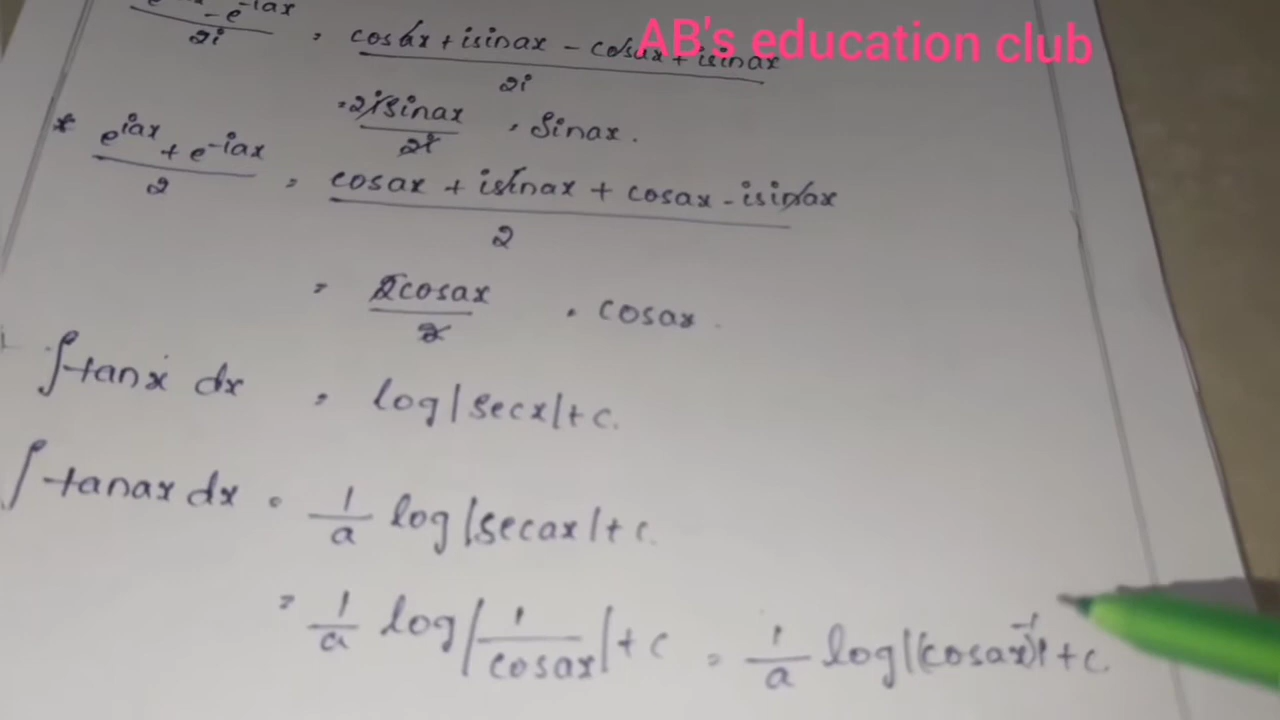 AB's education club
- e^-iax / 2i = cosax + isinax - cosax + isinax / 2i
= 2isinax / 2i = Sinax.
* e^iax + e^-iax / 2 = cosax + isinax + cosax - isinax / 2
= 2cosax / 2 = cosax.
∫tanx dx = log|secx|+c.
∫tanax dx = 1/a log|secax|+c.
= 1/a log|1/cosax|+c = 1/a log|(cosax)^-1|+c.